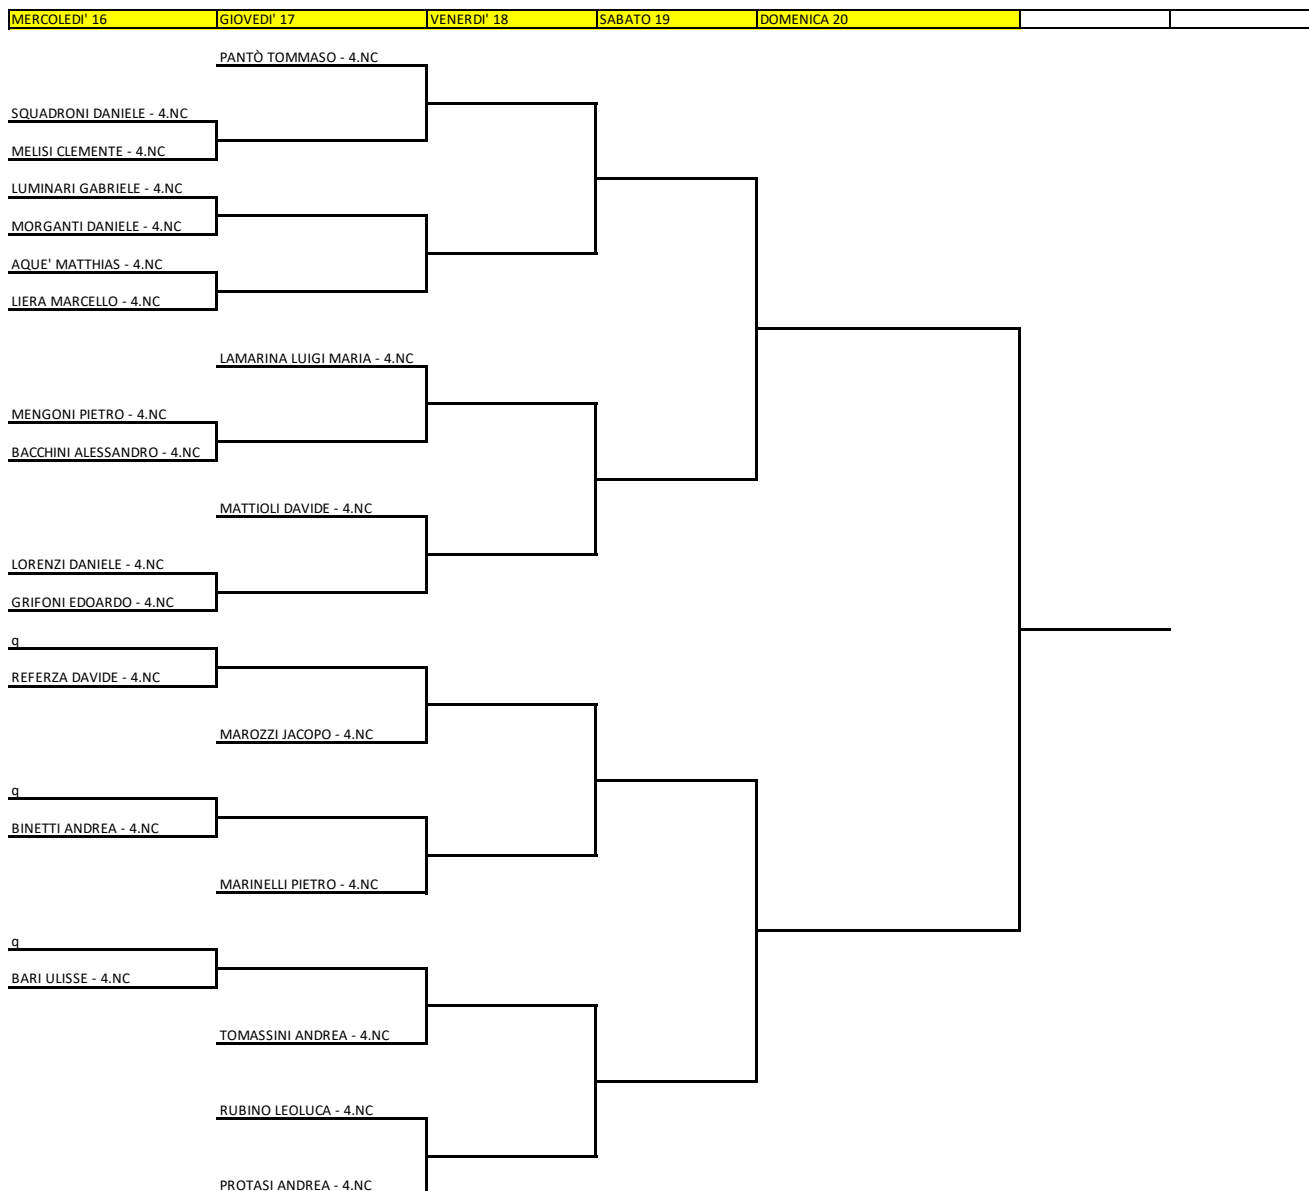 MERCOLEDI' 16 GIOVEDI' 17 VENERDI' 18 SABATO 19 DOMENICA 20
PANTÒ TOMMASO - 4.NC
SQUADRONI DANIELE - 4.NC
MELISI CLEMENTE - 4.NC
LUMINARI GABRIELE - 4.NC
MORGANTI DANIELE - 4.NC
AQUE' MATTHIAS - 4.NC
LIERA MARCELLO - 4.NC
LAMARINA LUIGI MARIA - 4.NC
MENGONI PIETRO - 4.NC
BACCHINI ALESSANDRO - 4.NC
MATTIOLI DAVIDE - 4.NC
LORENZI DANIELE - 4.NC
GRIFONI EDOARDO - 4.NC
q
REFERZA DAVIDE - 4.NC
MAROZZI JACOPO - 4.NC
q
BINETTI ANDREA - 4.NC
MARINELLI PIETRO - 4.NC
q
BARI ULISSE - 4.NC
TOMASSINI ANDREA - 4.NC
RUBINO LEOLUCA - 4.NC
PROTASI ANDREA - 4.NC